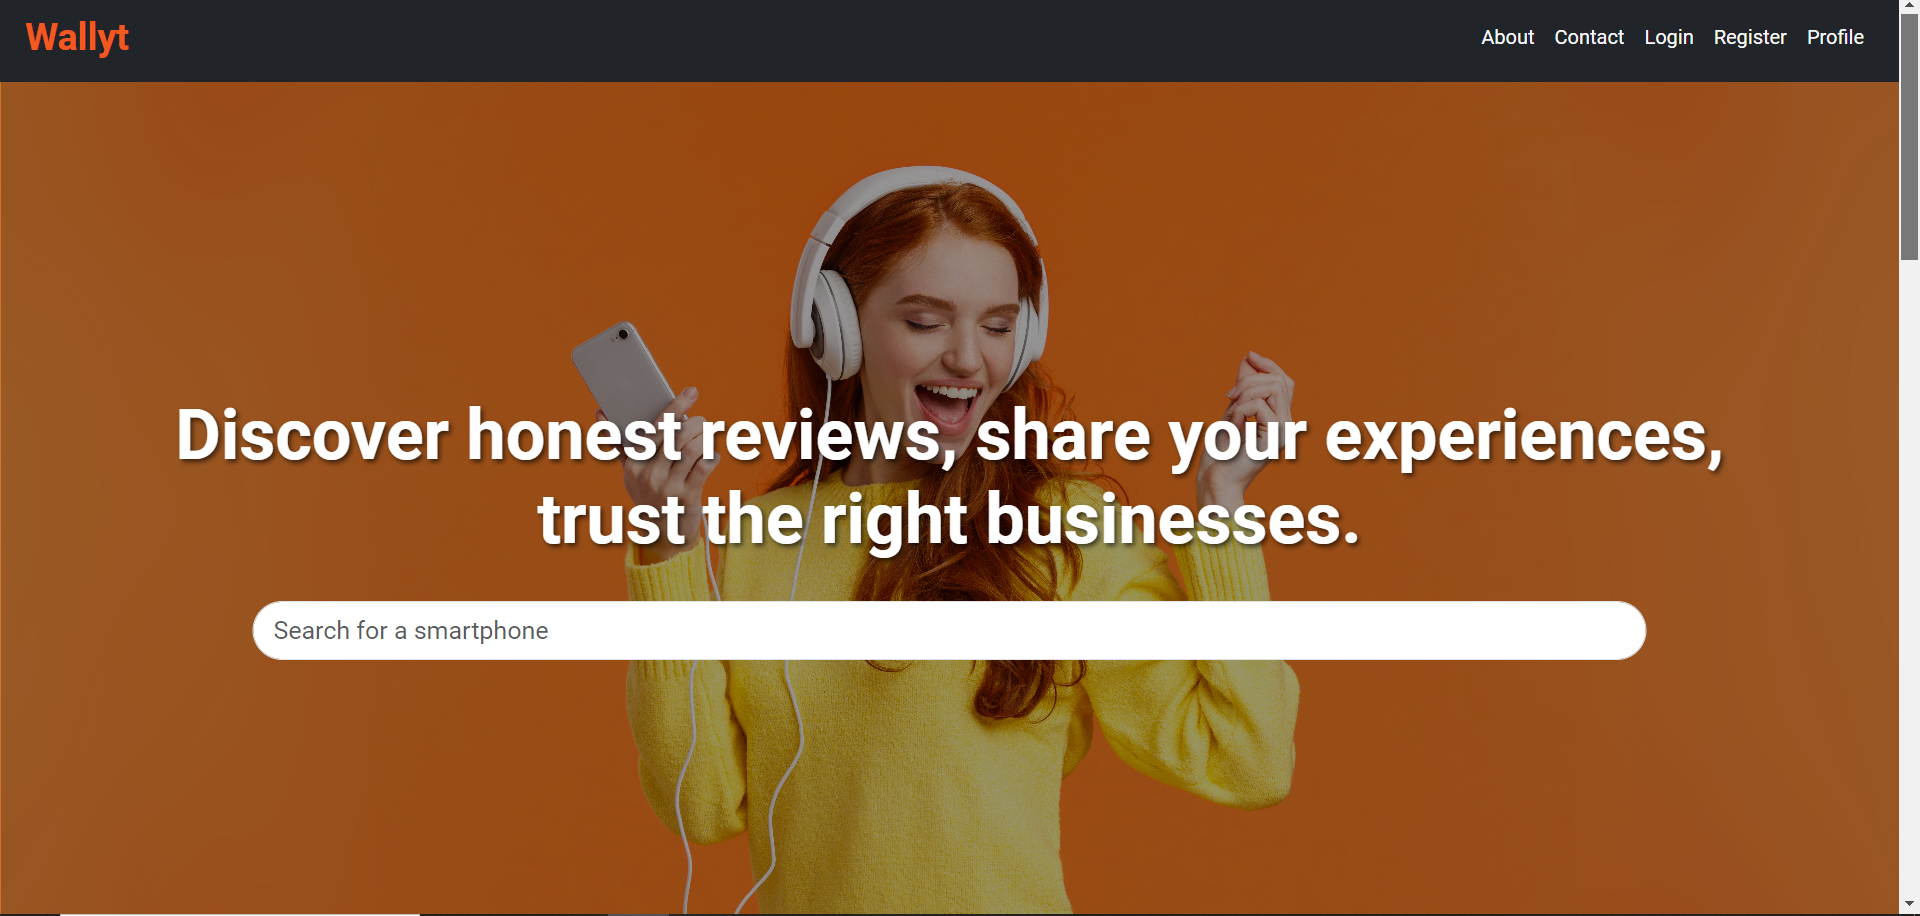 Wallyt
About Contact Login Register Profile
Discover honest reviews, share your experiences,
trust the right businesses.
Search for a smartphone